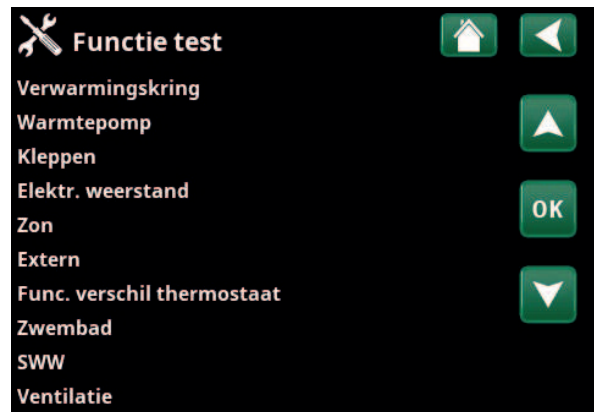 Functie test
Verwarmingskring
Warmtepomp
Kleppen
Elektr. weerstand
OK
Zon
Extern
Func. verschil thermostaat
Zwembad
SWW
Ventilatie